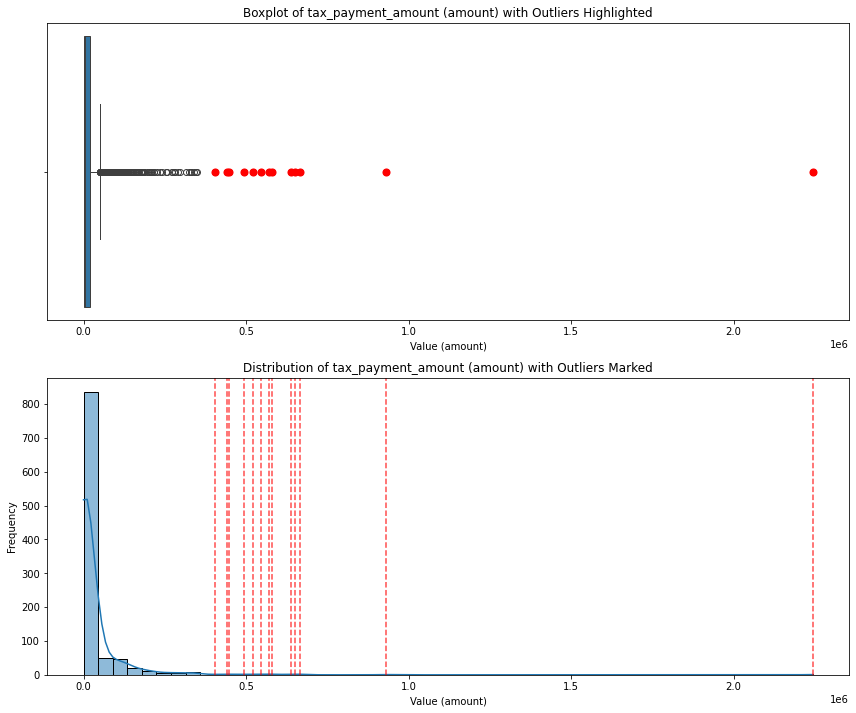 Boxplot of tax_payment_amount (amount) with Outliers Highlighted
0.0 0.5 1.0 1.5 2.0
1e6
Value (amount)
Distribution of tax_payment_amount (amount) with Outliers Marked
800
700
600
500
400
300
200
100
0
Frequency
0.0 0.5 1.0 1.5 2.0
1e6
Value (amount)